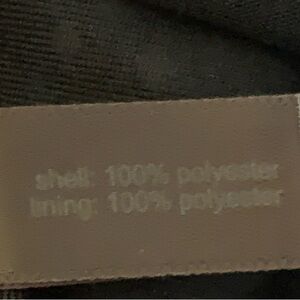 shell: 100% polyester
lining: 100% polyester